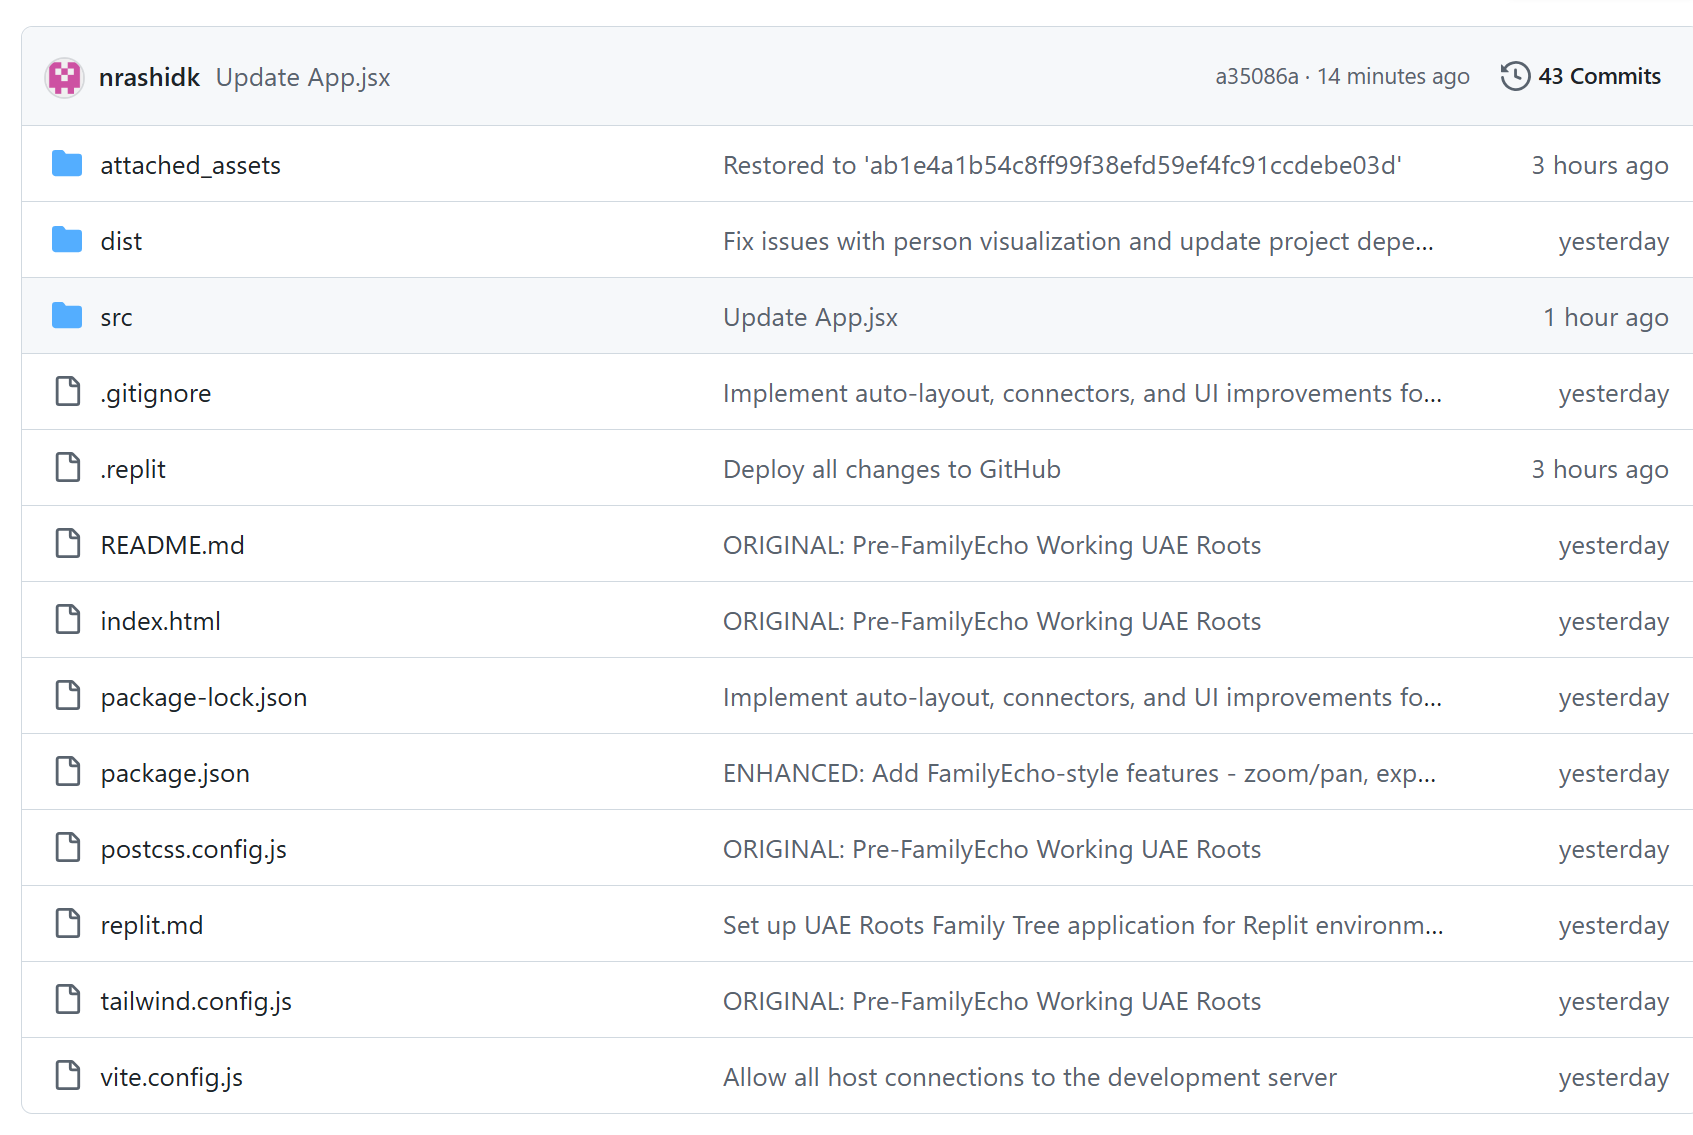 nrashidk Update App.jsx a35086a · 14 minutes ago 43 Commits
attached_assets Restored to 'ab1e4a1b54c8ff99f38efd59ef4fc91ccdebe03d' 3 hours ago
dist Fix issues with person visualization and update project depe... yesterday
src Update App.jsx 1 hour ago
.gitignore Implement auto-layout, connectors, and UI improvements fo... yesterday
.replit Deploy all changes to GitHub 3 hours ago
README.md ORIGINAL: Pre-FamilyEcho Working UAE Roots yesterday
index.html ORIGINAL: Pre-FamilyEcho Working UAE Roots yesterday
package-lock.json Implement auto-layout, connectors, and UI improvements fo... yesterday
package.json ENHANCED: Add FamilyEcho-style features - zoom/pan, exp... yesterday
postcss.config.js ORIGINAL: Pre-FamilyEcho Working UAE Roots yesterday
replit.md Set up UAE Roots Family Tree application for Replit environm... yesterday
tailwind.config.js ORIGINAL: Pre-FamilyEcho Working UAE Roots yesterday
vite.config.js Allow all host connections to the development server yesterday